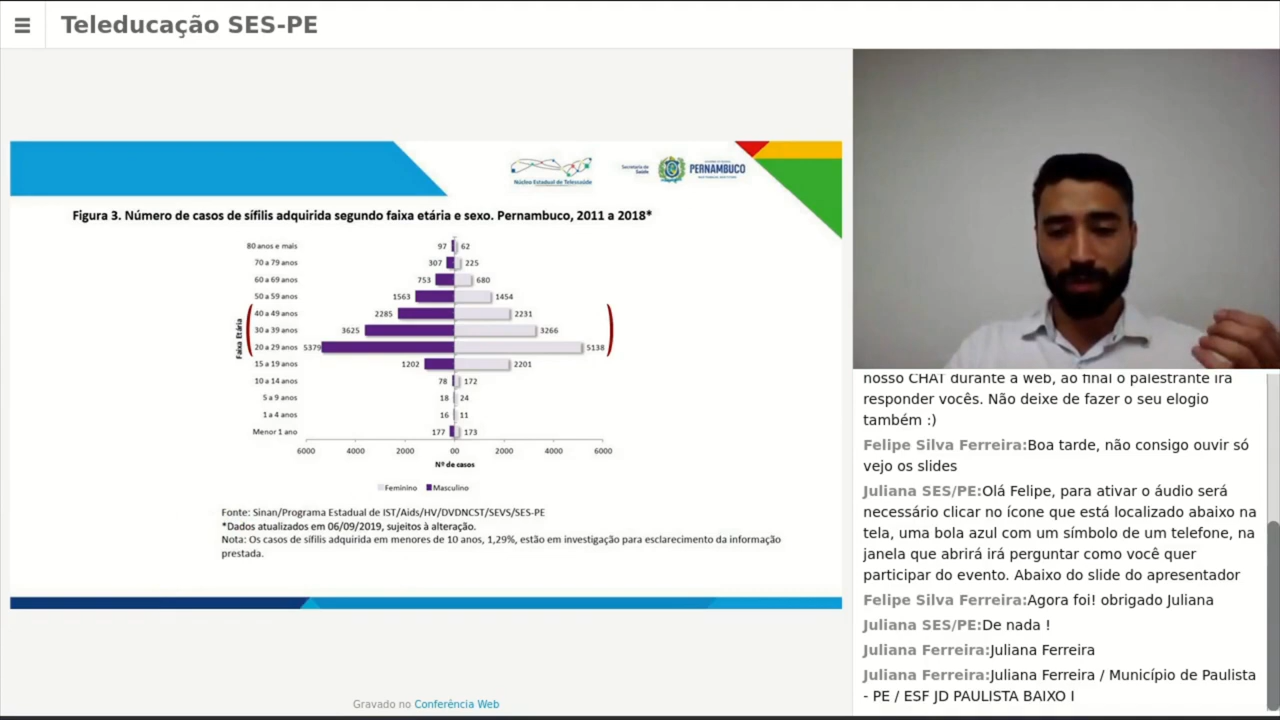 Teleducação SES-PE
Núcleo Estadual de Telessaúde
Secretaria de
Saúde
PERNAMBUCO
Figura 3. Número de casos de sífilis adquirida segundo faixa etária e sexo. Pernambuco, 2011 a 2018*
Faixa Etária
80 anos e mais 97 62
70 a 79 anos 307 225
60 a 69 anos 753 680
50 a 59 anos 1563 1454
40 a 49 anos 2285 2231
30 a 39 anos 3625 3266
20 a 29 anos 5379 5138
15 a 19 anos 1202 2201
10 a 14 anos 78 172
5 a 9 anos 18 24
1 a 4 anos 16 11
Menor 1 ano 177 173
6000 4000 2000 00 2000 4000 6000
Nº de casos
Feminino Masculino
Fonte: Sinan/Programa Estadual de IST/Aids/HV/DVDNCST/SEVS/SES-PE
*Dados atualizados em 06/09/2019, sujeitos à alteração.
Nota: Os casos de sífilis adquirida em menores de 10 anos, 1,29%, estão em investigação para esclarecimento da informação
prestada.
Gravado no Conferência Web
nosso CHAT durante a web, ao final o palestrante irá
responder vocês. Não deixe de fazer o seu elogio
também :)
Felipe Silva Ferreira:Boa tarde, não consigo ouvir só
vejo os slides
Juliana SES/PE:Olá Felipe, para ativar o áudio será
necessário clicar no ícone que está localizado abaixo na
tela, uma bola azul com um símbolo de um telefone, na
janela que abrirá irá perguntar como você quer
participar do evento. Abaixo do slide do apresentador
Felipe Silva Ferreira:Agora foi! obrigado Juliana
Juliana SES/PE:De nada !
Juliana Ferreira:Juliana Ferreira
Juliana Ferreira:Juliana Ferreira / Município de Paulista
- PE / ESF JD PAULISTA BAIXO I